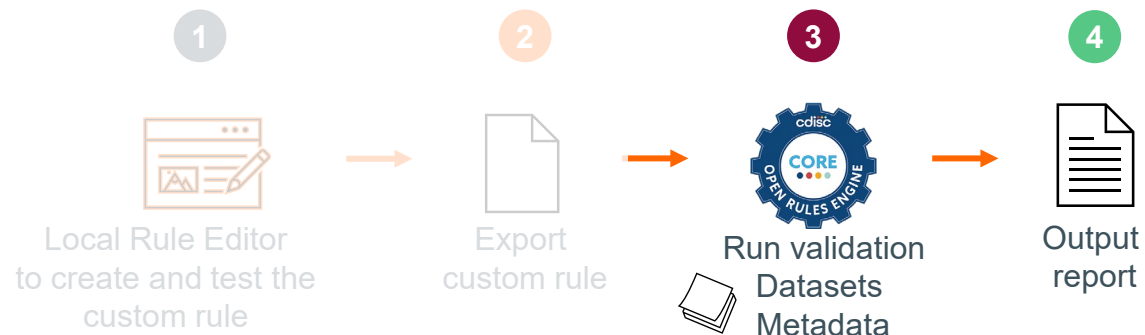 1
2
3
4
cdisc
CORE
OPEN RULES ENGINE
Local Rule Editor
to create and test the
custom rule
Export
custom rule
Run validation
Datasets
Metadata
Output
report